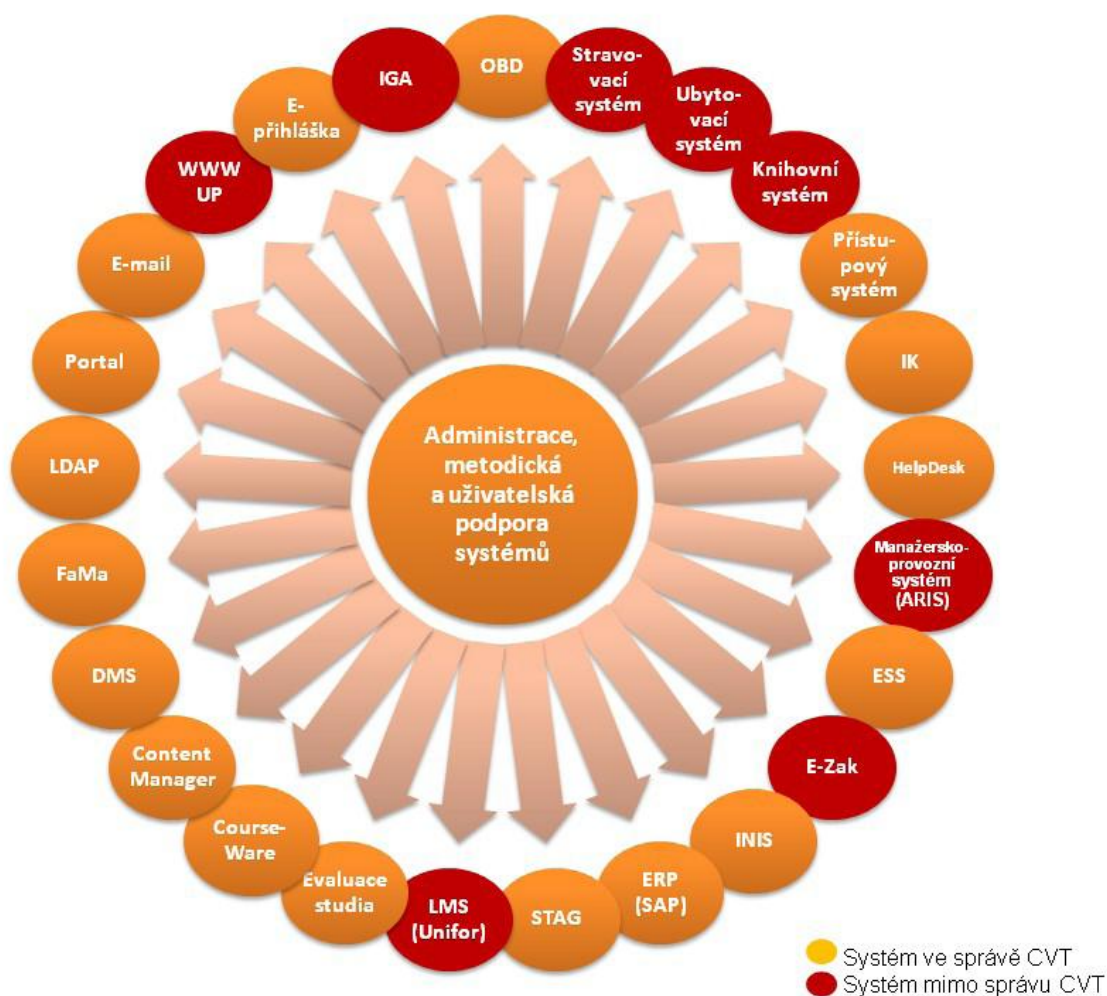 OBD
Stravo-
vací
systém
Ubyto-
vací
systém
Knihovní
systém
Přístu-
pový
systém
IK
HelpDesk
Manažersko-
provozní
systém
(ARIS)
ESS
E-Zak
INIS
ERP
(SAP)
STAG
LMS
(Unifor)
Evaluace
studia
Course-
Ware
Content
Manager
DMS
FaMa
LDAP
Portal
E-mail
WWW
UP
E-
přihláška
IGA
Administrace,
metodická
a uživatelská
podpora
systémů
Systém ve správě CVT
Systém mimo správu CVT